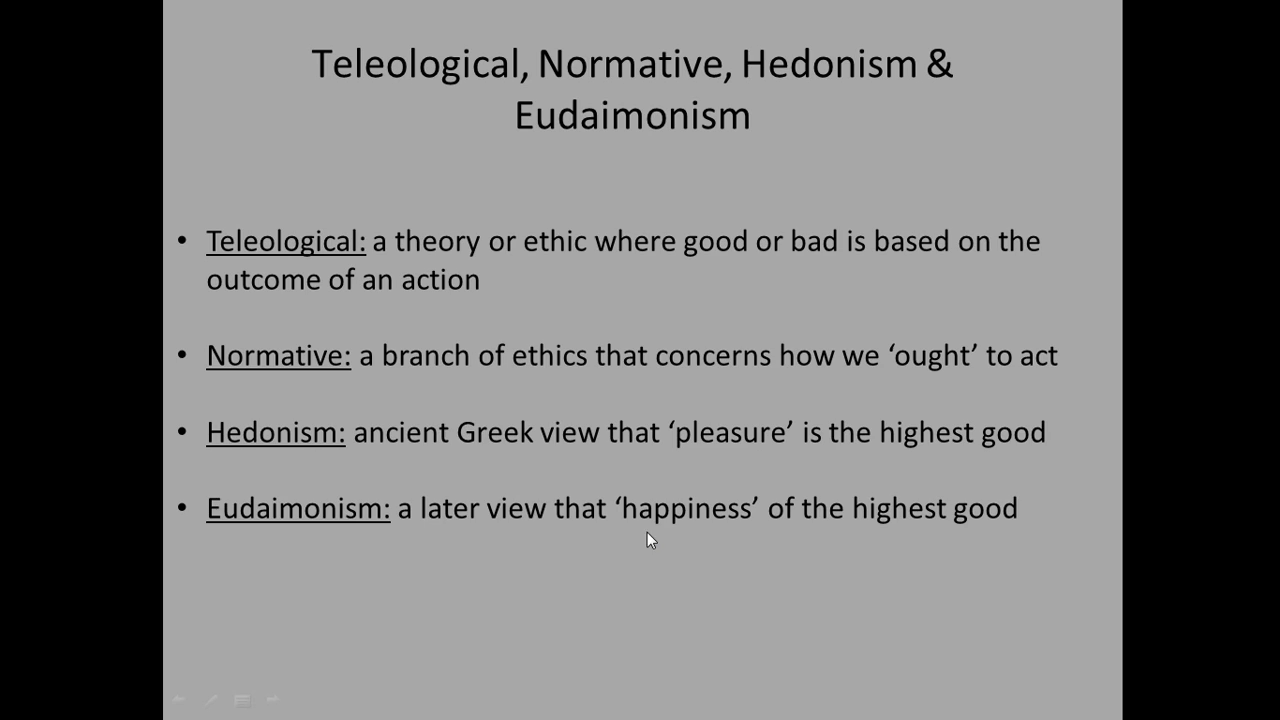 Teleological, Normative, Hedonism &
Eudaimonism
• Teleological: a theory or ethic where good or bad is based on the
outcome of an action
• Normative: a branch of ethics that concerns how we ‘ought’ to act
• Hedonism: ancient Greek view that ‘pleasure’ is the highest good
• Eudaimonism: a later view that ‘happiness’ of the highest good